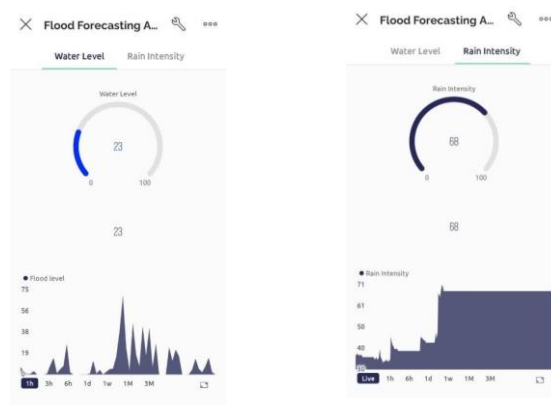 Flood Forecasting A...
Water Level Rain Intensity
Water Level
23
0 100
23
Flood level
75
56
38
19
1h 3h 6h 1d 1w 1M 3M
Flood Forecasting A...
Water Level Rain Intensity
Rain Intensity
68
0 100
68
Rain Intensity
71
61
50
40
Live 1h 6h 1d 1w 1M 3M